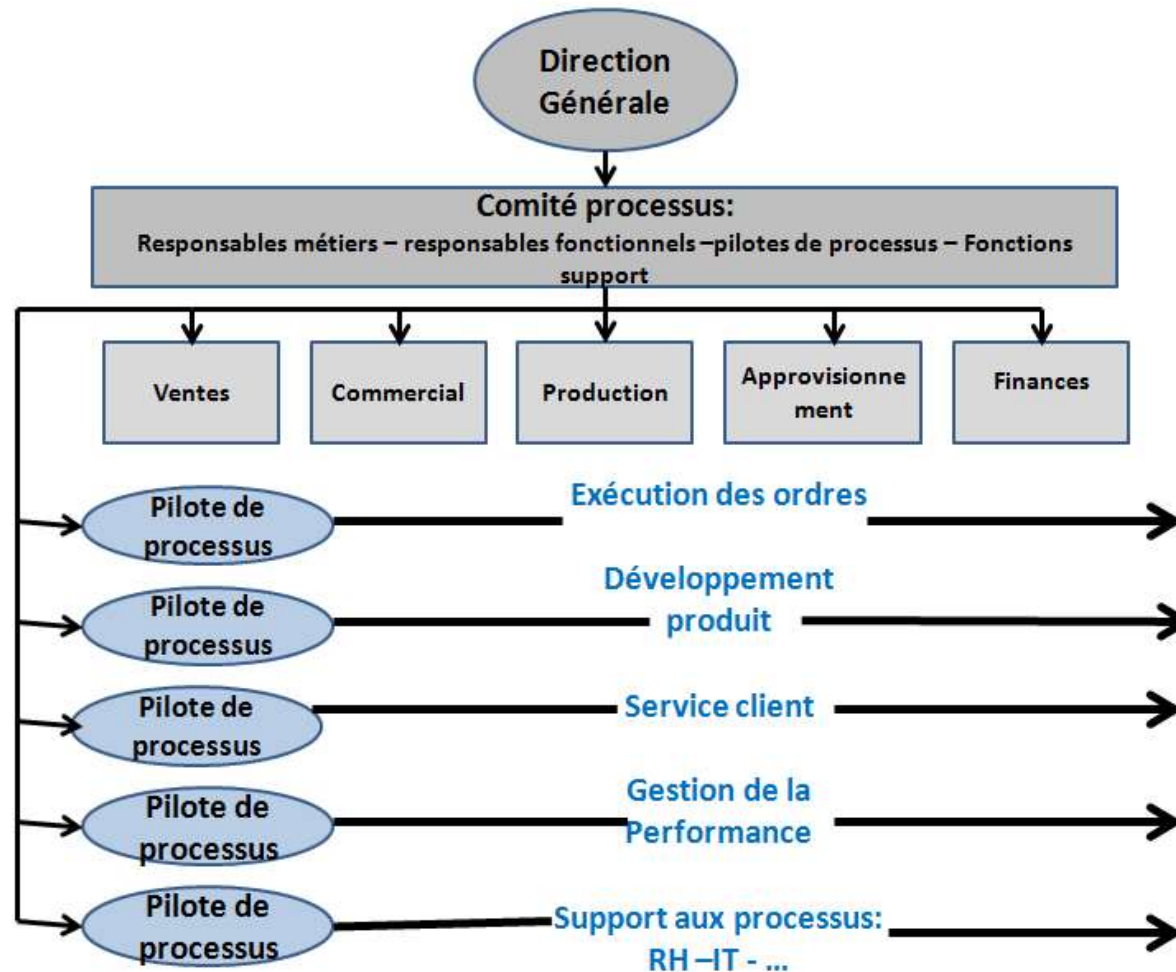 Direction
Générale
Comité processus:
Responsables métiers – responsables fonctionnels –pilotes de processus – Fonctions
support
Ventes
Commercial
Production
Approvisionne
ment
Finances
Pilote de
processus
Exécution des ordres
Pilote de
processus
Développement
produit
Pilote de
processus
Service client
Pilote de
processus
Gestion de la
Performance
Pilote de
processus
Support aux processus:
RH –IT - ...